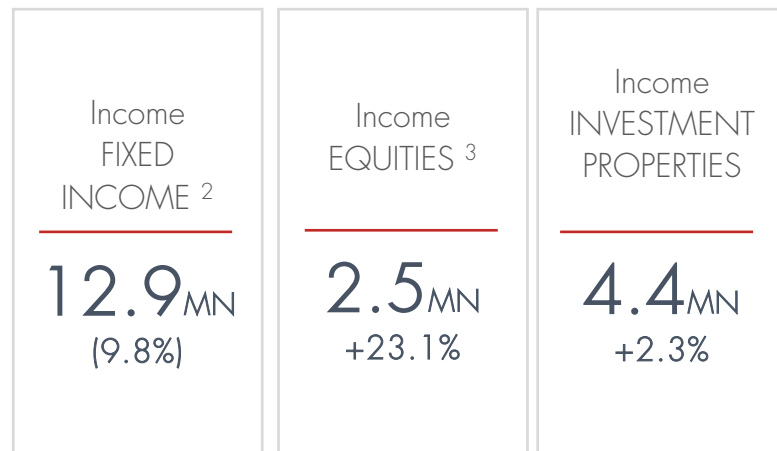 Income
FIXED
INCOME 2
12.9MN
(9.8%)
Income
EQUITIES 3
2.5MN
+23.1%
Income
INVESTMENT
PROPERTIES
4.4MN
+2.3%